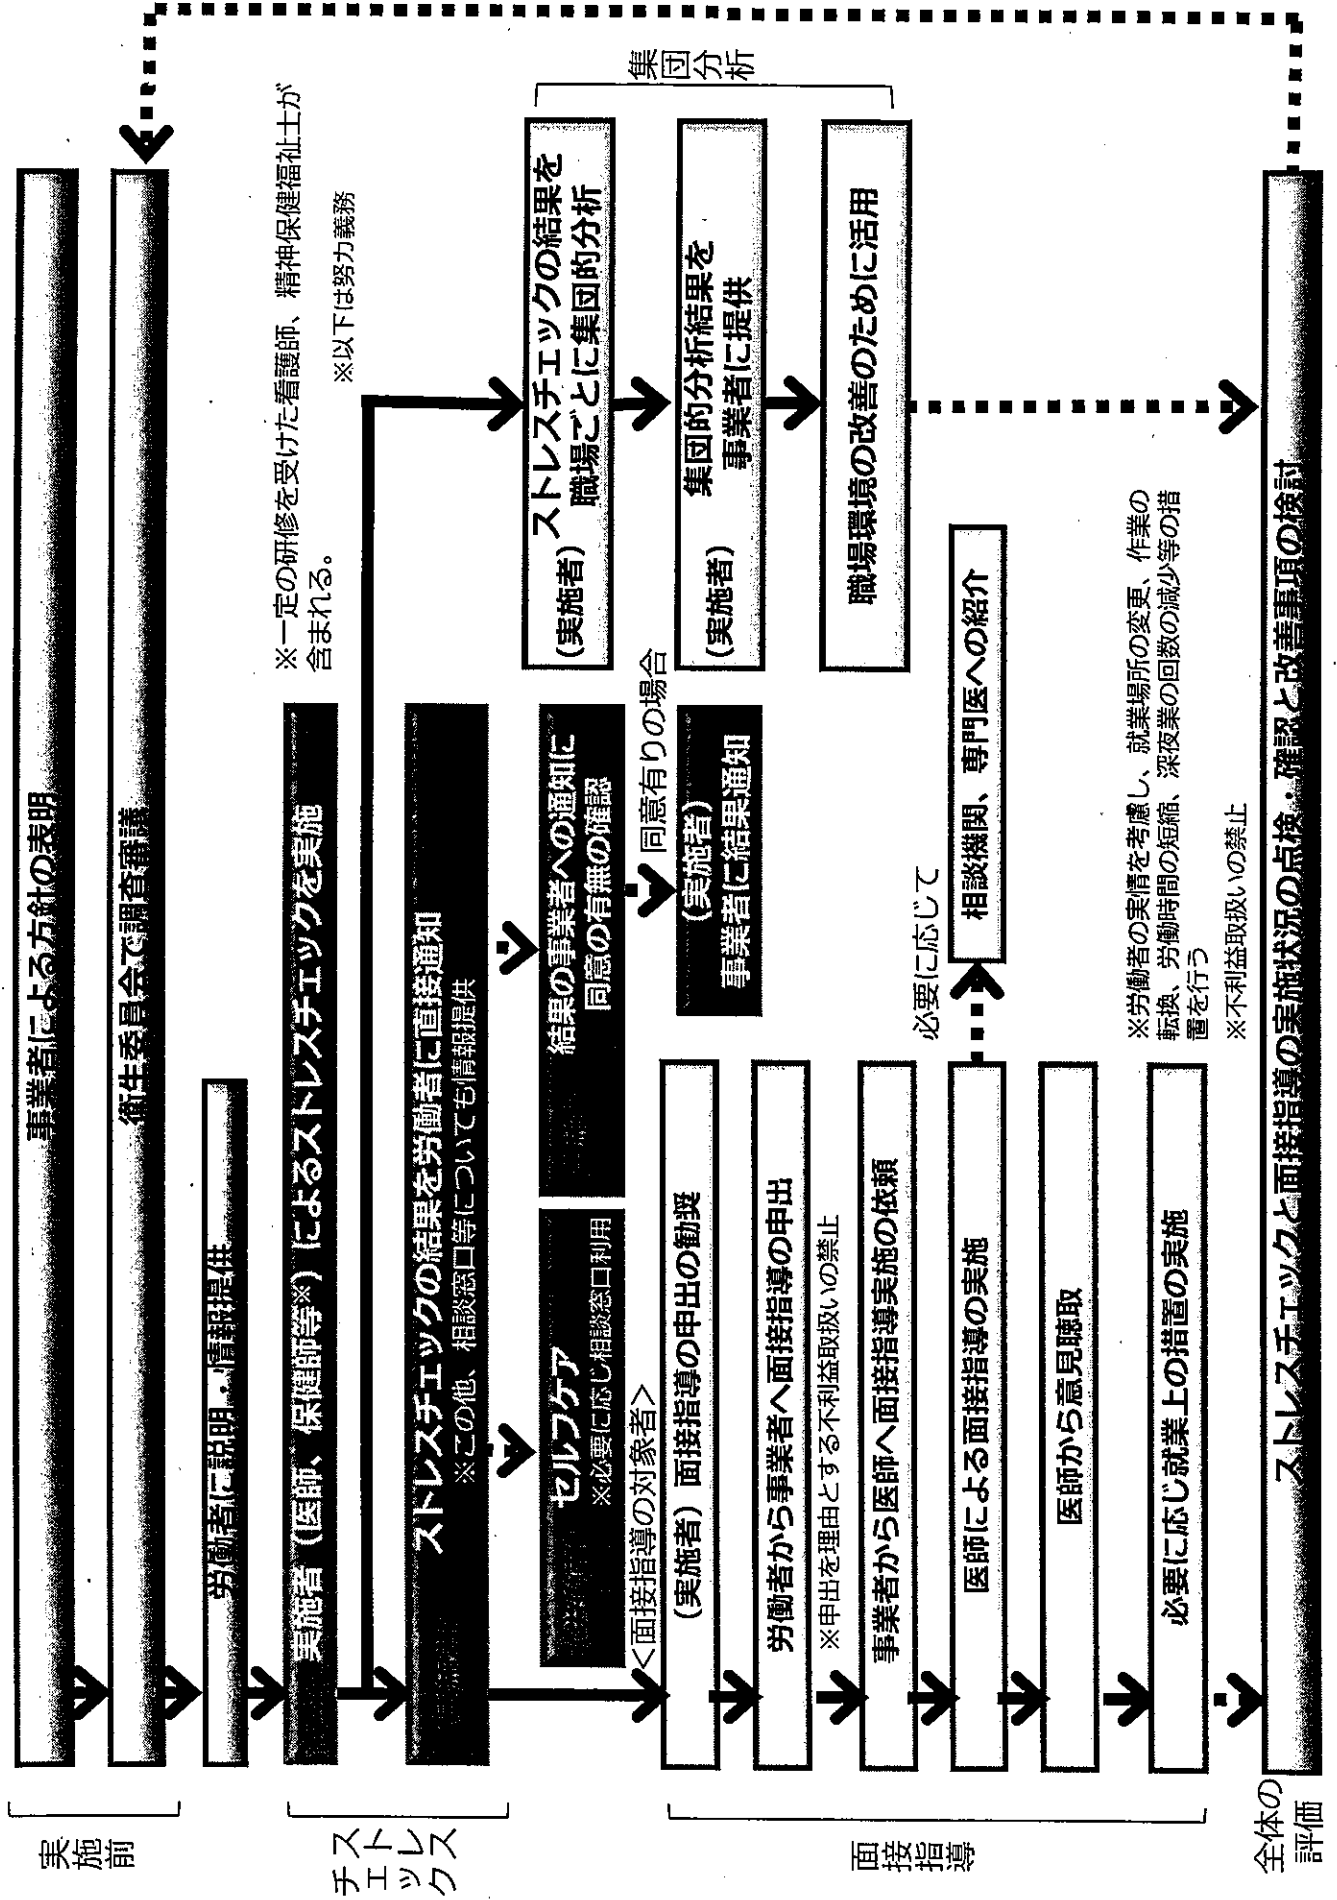 実施前
事業者による方針の表明
衛生委員会で調査審議
労働者に説明・情報提供
ストレス
チェック
実施者（医師、保健師等※）によるストレスチェックを実施
※一定の研修を受けた看護師、精神保健福祉士が
含まれる。
ストレスチェックの結果を労働者に直接通知
※この他、相談窓口等についても情報提供
※以下は努力義務
セルフケア
※必要に応じ相談窓口利用
結果の事業者への通知に
同意の有無の確認
同意有りの場合
（実施者）
事業者に結果通知
集団分析
（実施者）
ストレスチェックの結果を
職場ごとに集団的分析
（実施者）
集団的分析結果を
事業者に提供
職場環境の改善のために活用
面接指導
＜面接指導の対象者＞
（実施者）面接指導の申出の勧奨
労働者から事業者へ面接指導の申出
※申出を理由とする不利益取扱いの禁止
事業者から医師へ面接指導実施の依頼
医師による面接指導の実施
必要に応じて
相談機関、専門医への紹介
医師から意見聴取
必要に応じ就業上の措置の実施
※労働者の実情を考慮し、就業場所の変更、作業の
転換、労働時間の短縮、深夜業の回数の減少等の措
置を行う
※不利益取扱いの禁止
全体の
評価
ストレスチェックと面接指導の実施状況の点検・確認と改善事項の検討